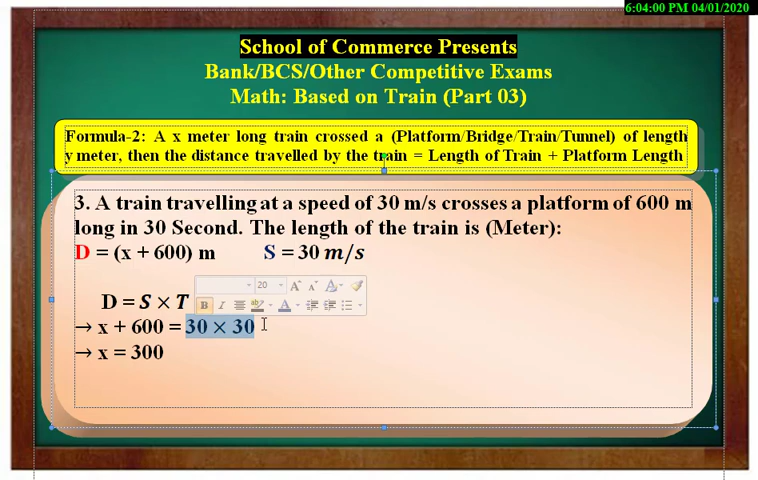 6:04:00 PM 04/01/2020
School of Commerce Presents
Bank/BCS/Other Competitive Exams
Math: Based on Train (Part 03)
Formula-2: A x meter long train crossed a (Platform/Bridge/Train/Tunnel) of length
y meter, then the distance travelled by the train = Length of Train + Platform Length
3. A train travelling at a speed of 30 m/s crosses a platform of 600 m
long in 30 Second. The length of the train is (Meter):
D = (x + 600) m S = 30 m/s
20
D = S × T
→ x + 600 = 30 × 30
→ x = 300